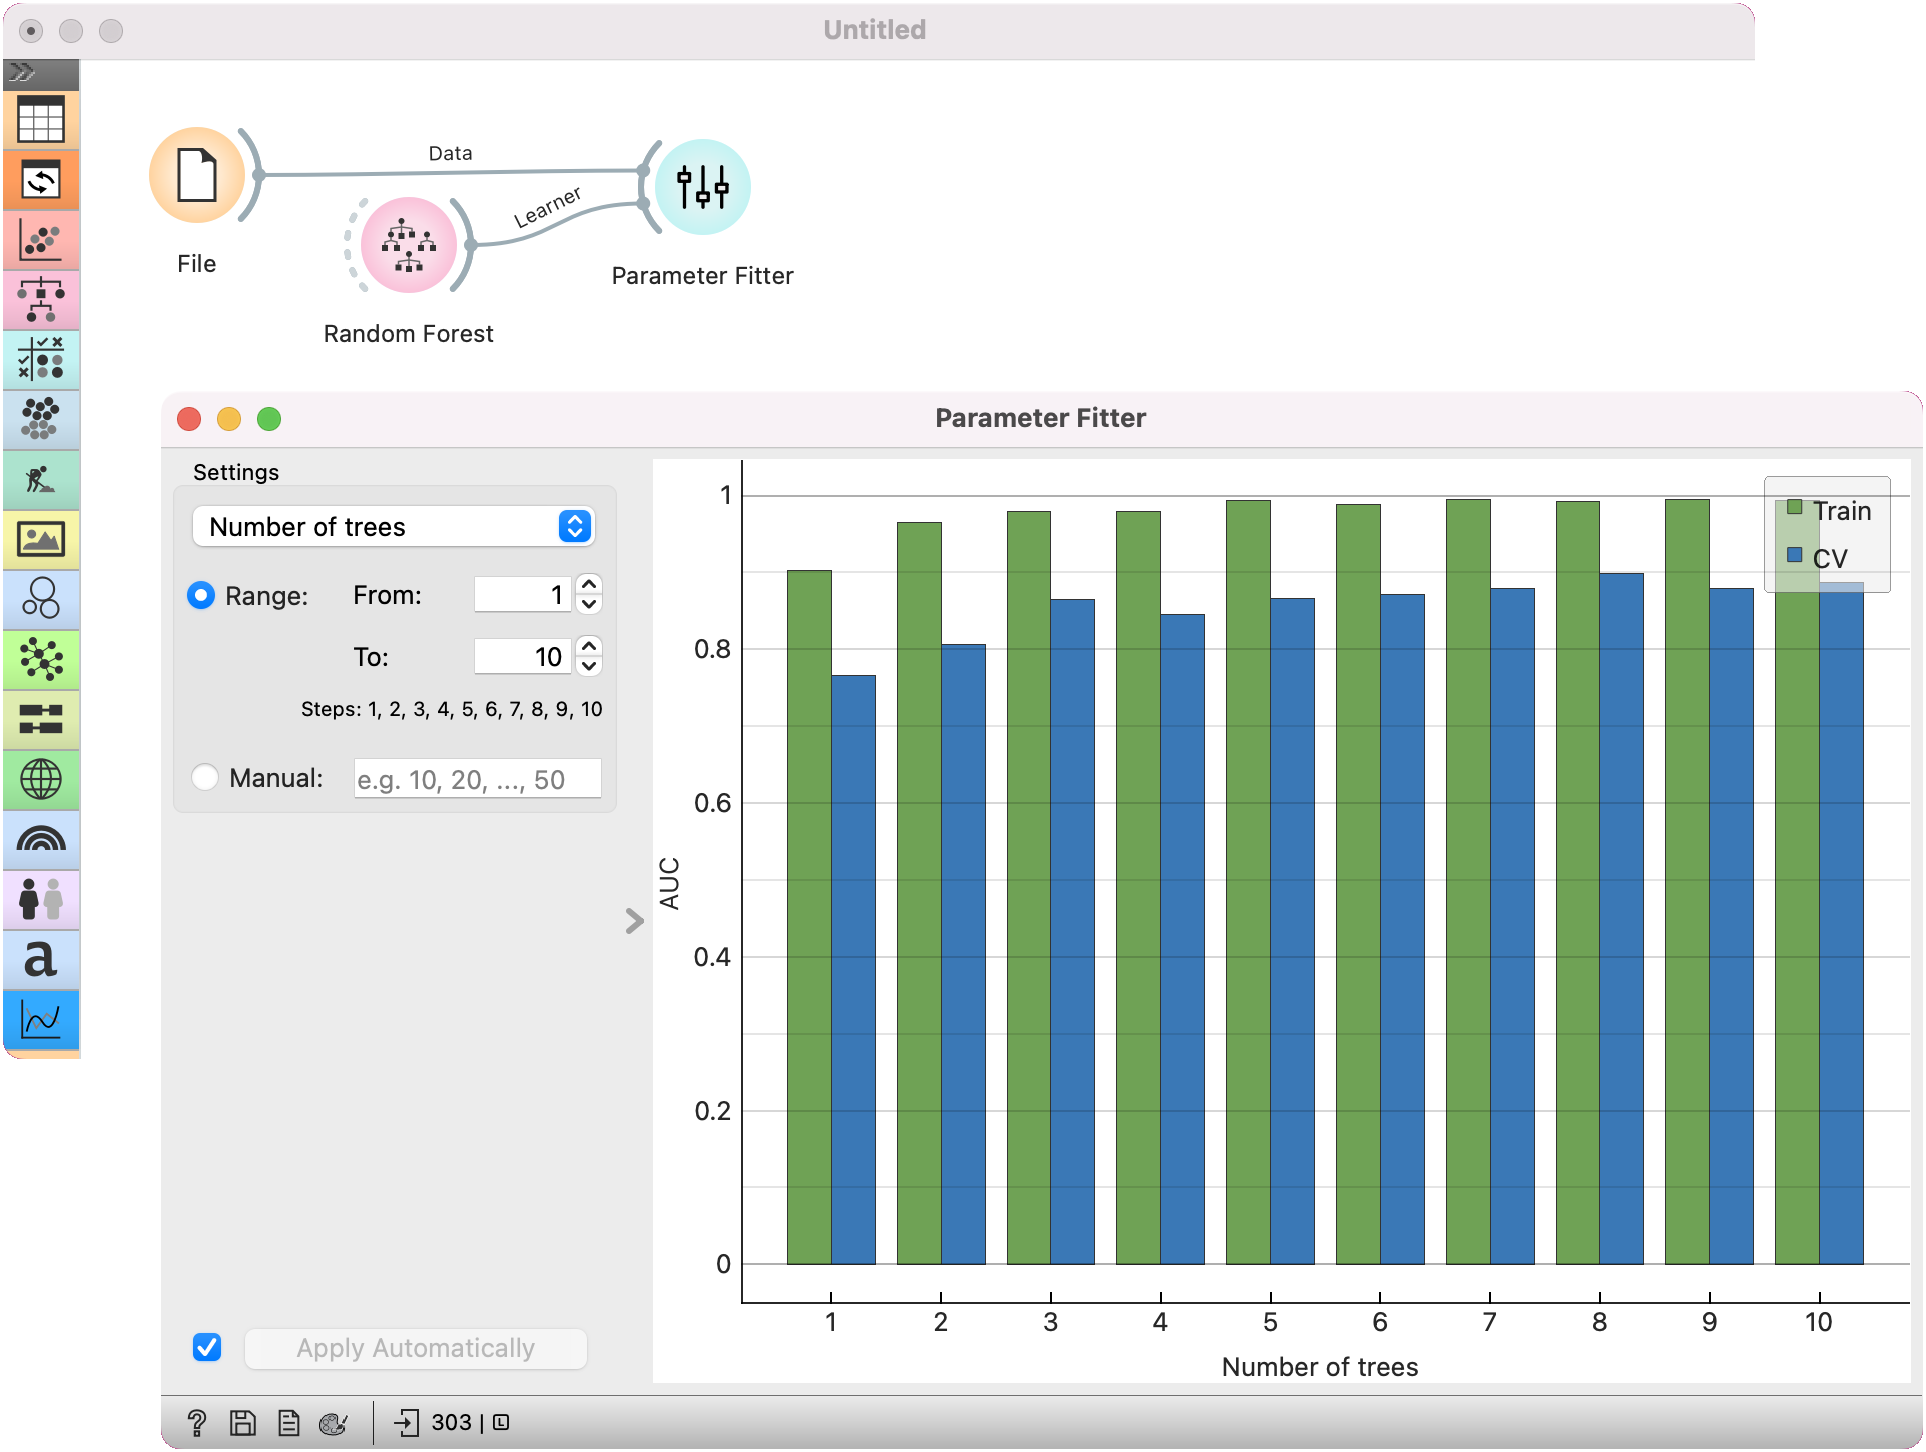 Untitled
Data
Learner
File
Parameter Fitter
Random Forest
Parameter Fitter
Settings
Number of trees
Range: From: 1
To: 10
Steps: 1, 2, 3, 4, 5, 6, 7, 8, 9, 10
Manual: e.g. 10, 20, ..., 50
Apply Automatically
Train
CV
1
0.8
0.6
0.4
0.2
0
AUC
1 2 3 4 5 6 7 8 9 10
Number of trees
a
? 303 | L